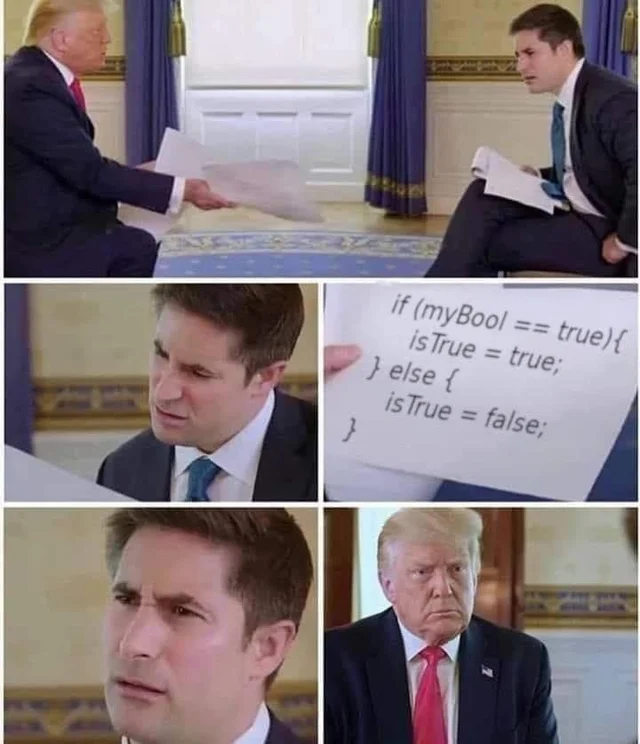 if (myBool == true){
isTrue = true;
} else {
isTrue = false;
}